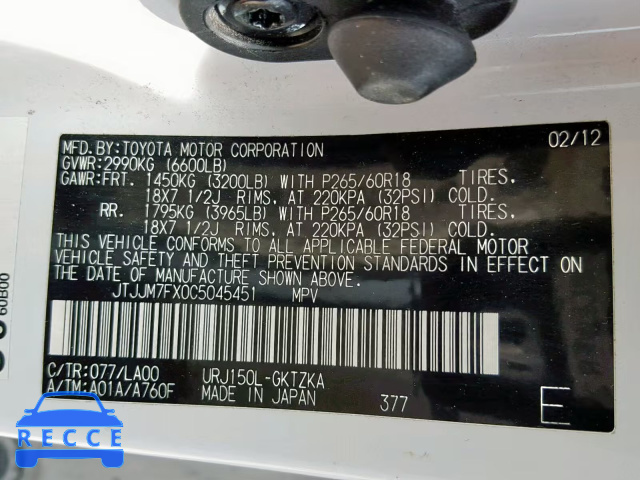 MFD.BY:TOYOTA MOTOR CORPORATION 02/12
GVWR:2990KG (6600LB)
GAWR:FRT. 1450KG (3200LB) WITH P265/60R18 TIRES,
18X7 1/2J RIMS, AT 220KPA (32PSI) COLD.
RR. 1795KG (3965LB) WITH P265/60R18 TIRES,
18X7 1/2J RIMS, AT 220KPA (32PSI) COLD.
THIS VEHICLE CONFORMS TO ALL APPLICABLE FEDERAL MOTOR
VEHICLE SAFETY AND THEFT PREVENTION STANDARDS IN EFFECT ON
THE DATE OF MANUFACTURE SHOWN ABOVE.
JTJJM7FX0C5045451 MPV
C/TR:077/LA00 URJ150L-GKTZKA
A/TM:A01A/A760F MADE IN JAPAN 377 E
60B00
RECCE